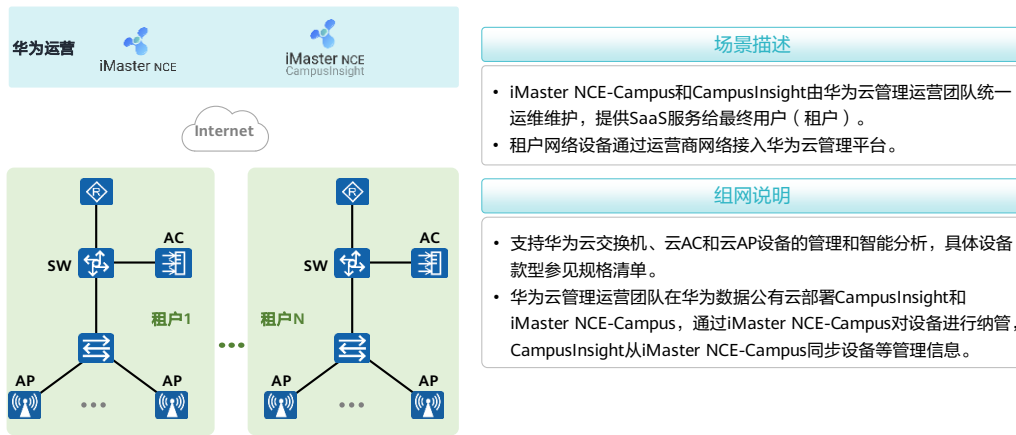 华为运营
iMaster NCE
iMaster NCE
CampusInsight
Internet
R
AC
SW
租户1
AP
AP
•••
•••
R
AC
SW
租户N
AP
AP
•••
场景描述
• iMaster NCE-Campus和CampusInsight由华为云管理运营团队统一
运维维护，提供SaaS服务给最终用户（租户）。
• 租户网络设备通过运营商网络接入华为云管理平台。
组网说明
• 支持华为云交换机、云AC和云AP设备的管理和智能分析，具体设备
款型参见规格清单。
• 华为云管理运营团队在华为数据公有云部署CampusInsight和
iMaster NCE-Campus，通过iMaster NCE-Campus对设备进行纳管，
CampusInsight从iMaster NCE-Campus同步设备等管理信息。